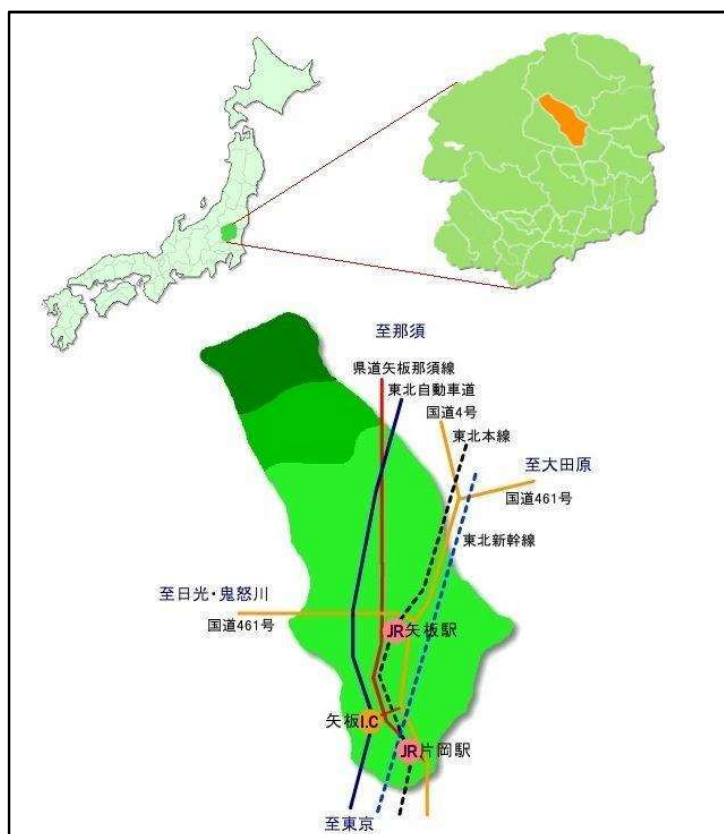 至那須
県道矢板那須線
東北自動車道
国道4号
東北本線
至大田原
国道461号
東北新幹線
至日光・鬼怒川
国道461号
JR矢板駅
矢板I.C
JR片岡駅
至東京